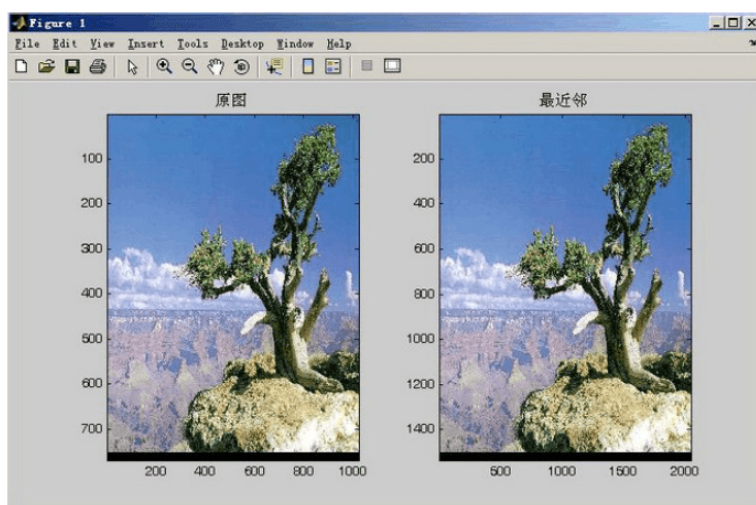 Figure 1
File Edit View Insert Tools Desktop Window Help
原图
100
200
300
400
500
600
700
200 400 600 800 1000
最近邻
200
400
600
800
1000
1200
1400
500 1000 1500 2000